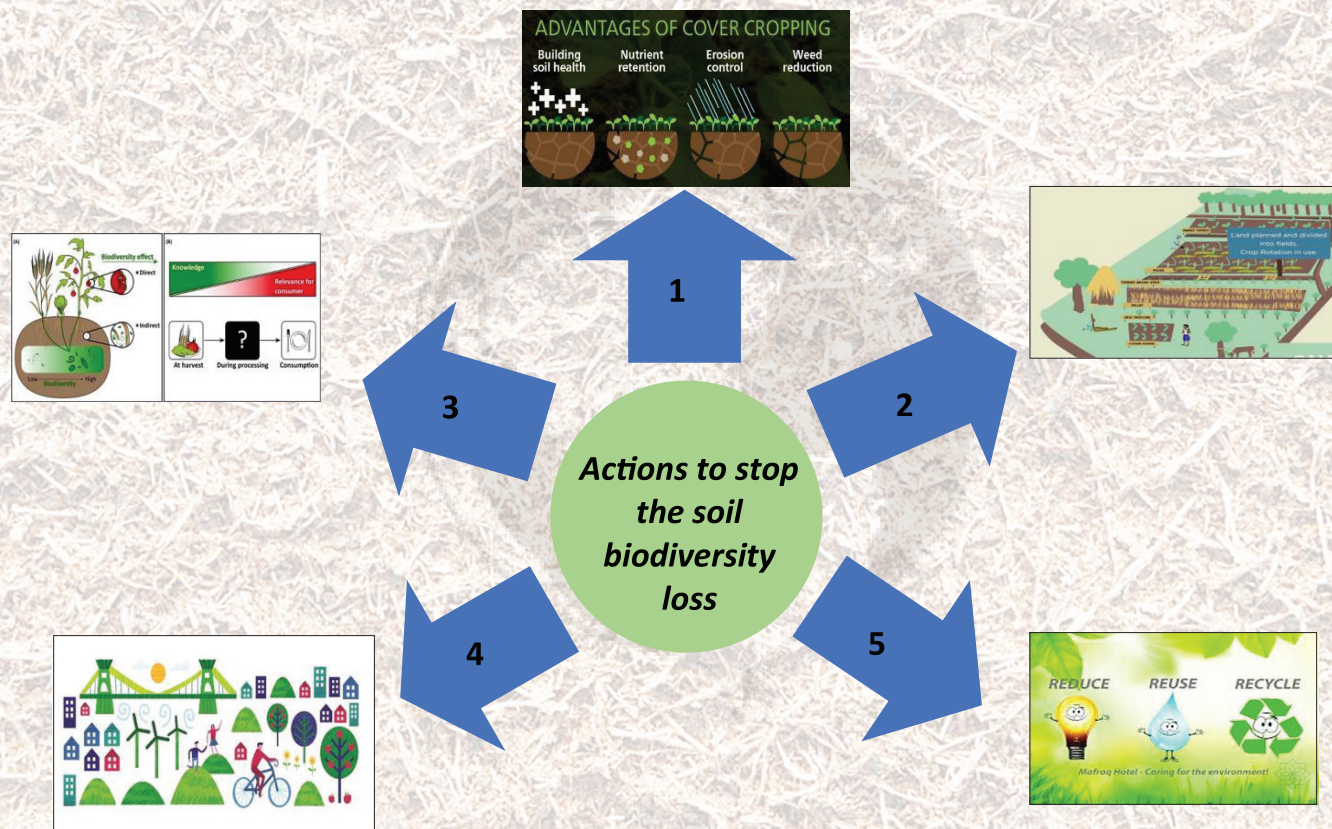 ADVANTAGES OF COVER CROPPING
Building
soil health
Nutrient
retention
Erosion
control
Weed
reduction
1
Land planned and divided
into fields.
Crop Rotation in use.
2
(A)
Biodiversity effect
Direct
Indirect
Low
High
Biodiversity
(B)
Knowledge
Relevance for
consumer
?
At harvest
During processing
Consumption
3
Actions to stop
the soil
biodiversity
loss
4
5
REDUCE
REUSE
RECYCLE
Mafraq Hotel - Caring for the environment!